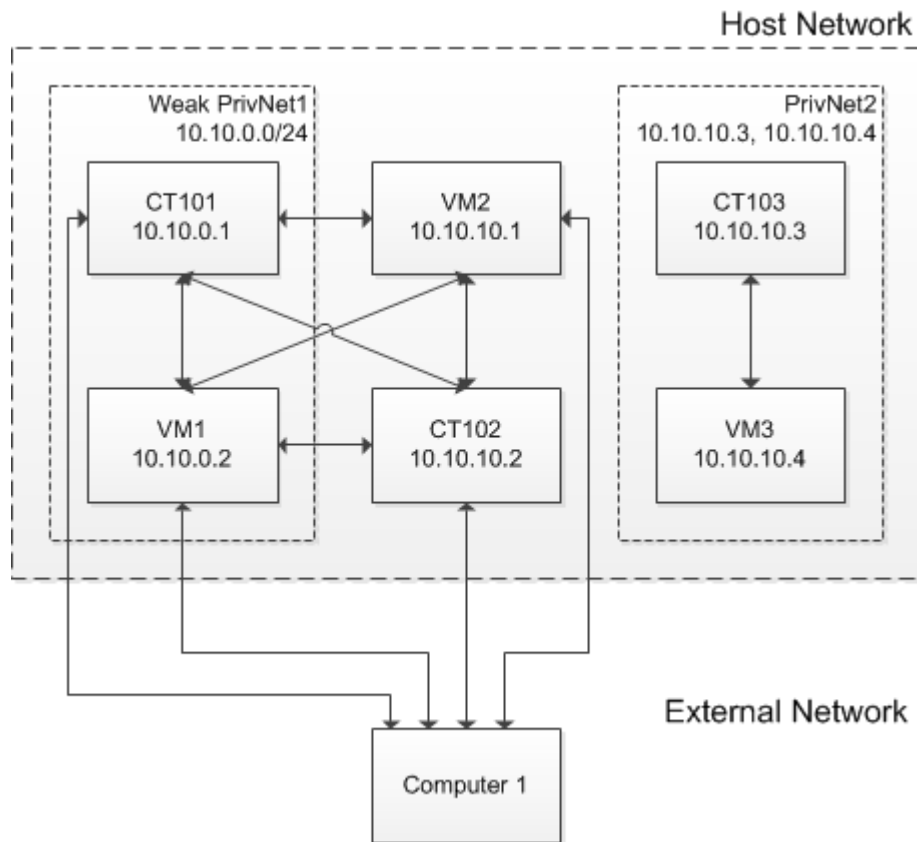 Host Network
Weak PrivNet1
10.10.0.0/24
PrivNet2
10.10.10.3, 10.10.10.4
CT101
10.10.0.1
VM2
10.10.10.1
CT103
10.10.10.3
VM1
10.10.0.2
CT102
10.10.10.2
VM3
10.10.10.4
External Network
Computer 1